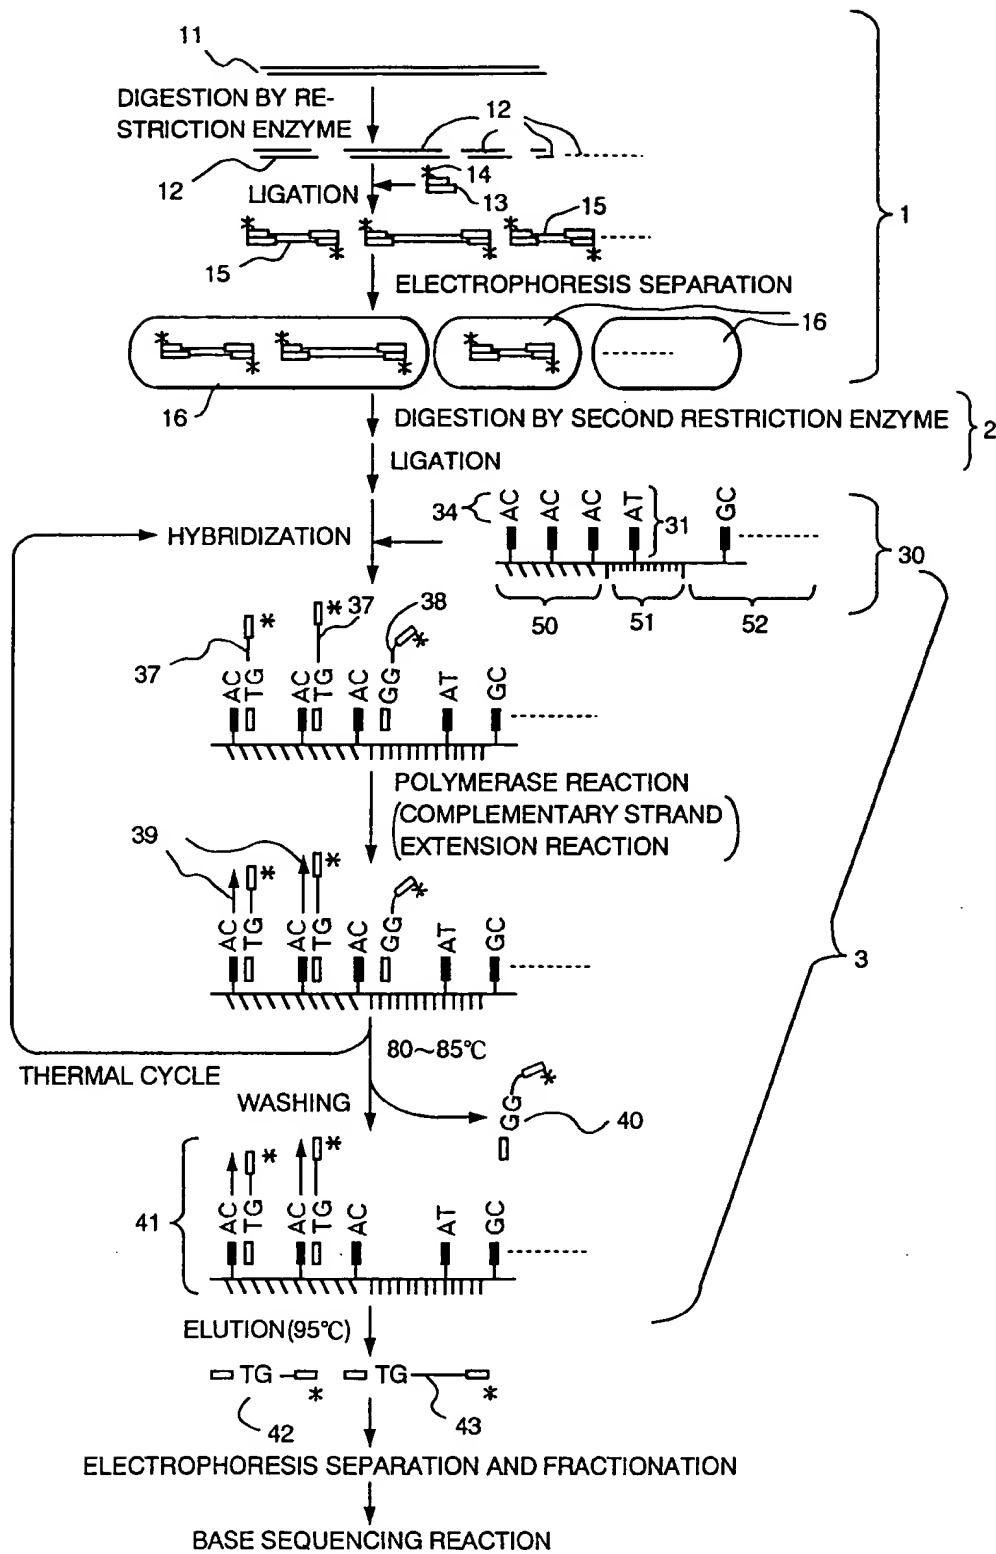 11
1
DIGESTION BY RE-
STRICTION ENZYME
12
12
14
13
LIGATION
15
15
ELECTROPHORESIS SEPARATION
16
16
DIGESTION BY SECOND RESTRICTION ENZYME
2
LIGATION
34
AC AC AC AT GC
31
HYBRIDIZATION
30
50 51 52
37
37
38
AC TG AC TG AC GG AT GC
POLYMERASE REACTION
(COMPLEMENTARY STRAND
EXTENSION REACTION)
39
AC TG AC TG AC GG AT GC
3
80~85℃
THERMAL CYCLE
WASHING
GG
40
41
AC TG AC TG AC AT GC
ELUTION(95℃)
TG TG
42 43
ELECTROPHORESIS SEPARATION AND FRACTIONATION
BASE SEQUENCING REACTION